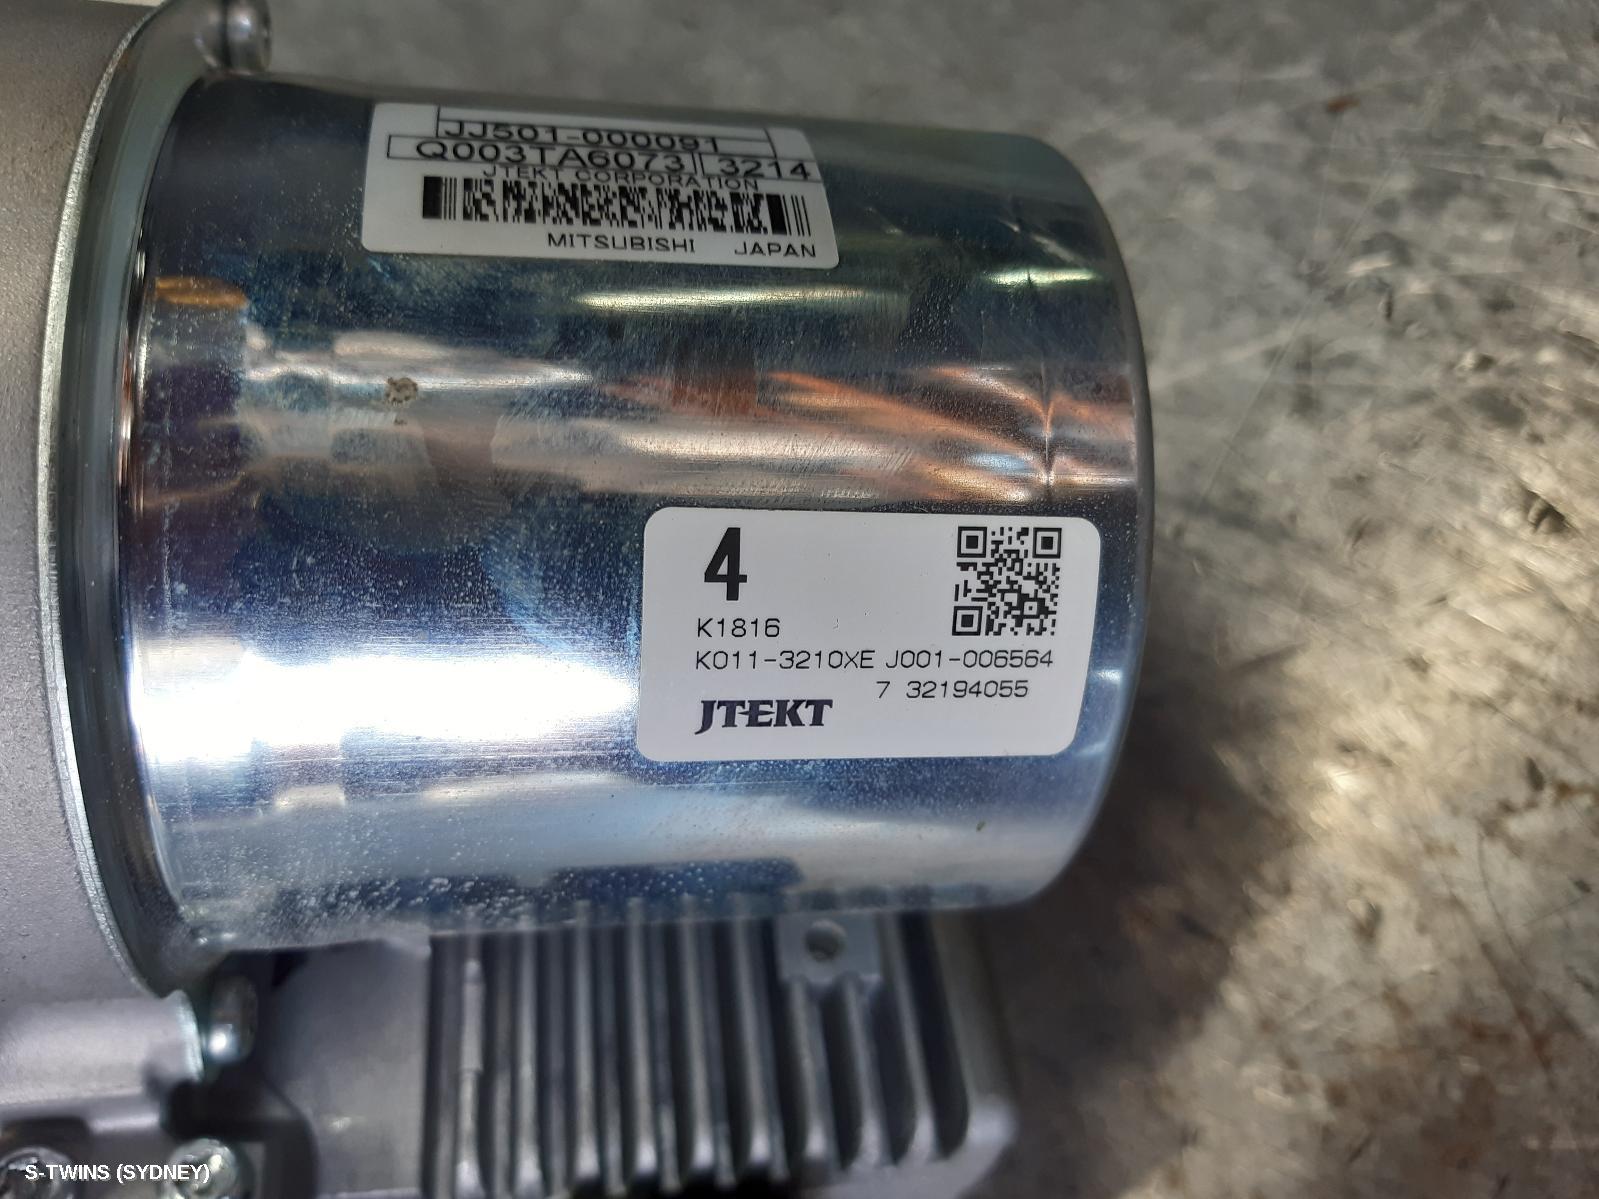 JJ501-000091
Q003TA6073 3214
JTEKT CORPORATION
MITSUBISHI JAPAN
4
K1816
K011-3210XE J001-006564
7 32194055
JTEKT
S-TWINS (SYDNEY)